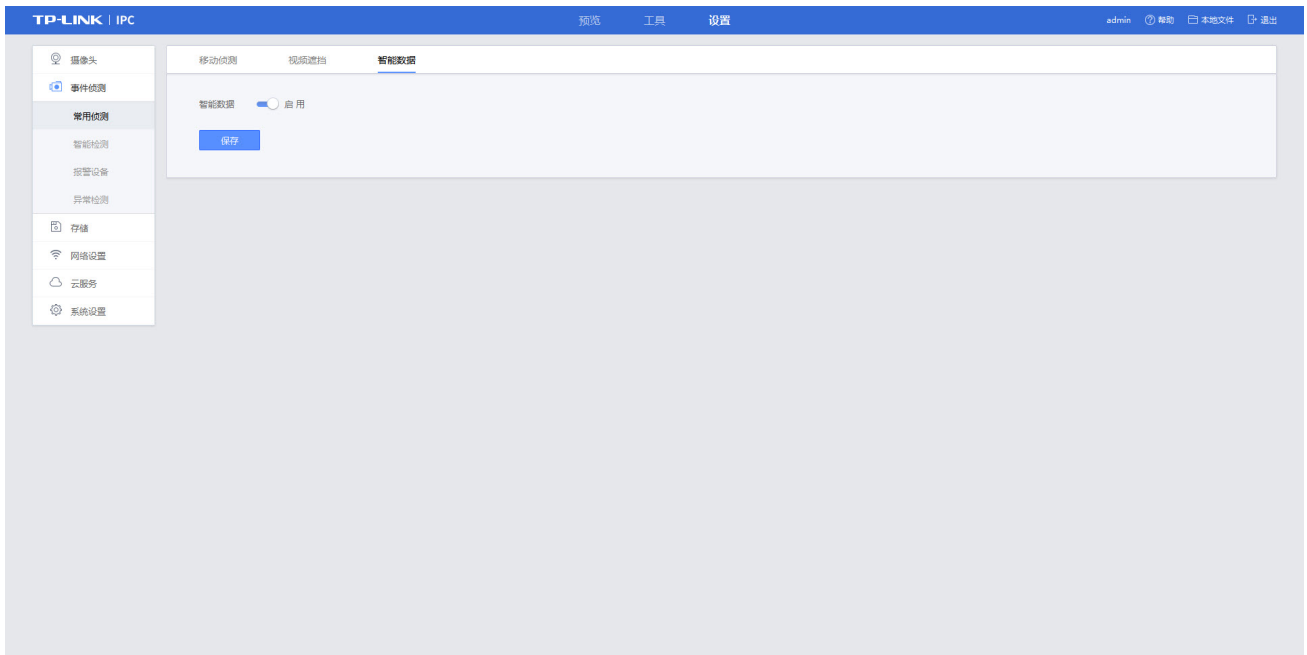 TP-LINK | IPC 预览 工具 设置 admin 帮助 本地文件 退出
摄像头
事件侦测
常用侦测
智能检测
报警设备
异常检测
存储
网络设置
云服务
系统设置
移动侦测 视频遮挡 智能数据
智能数据 启用
保存